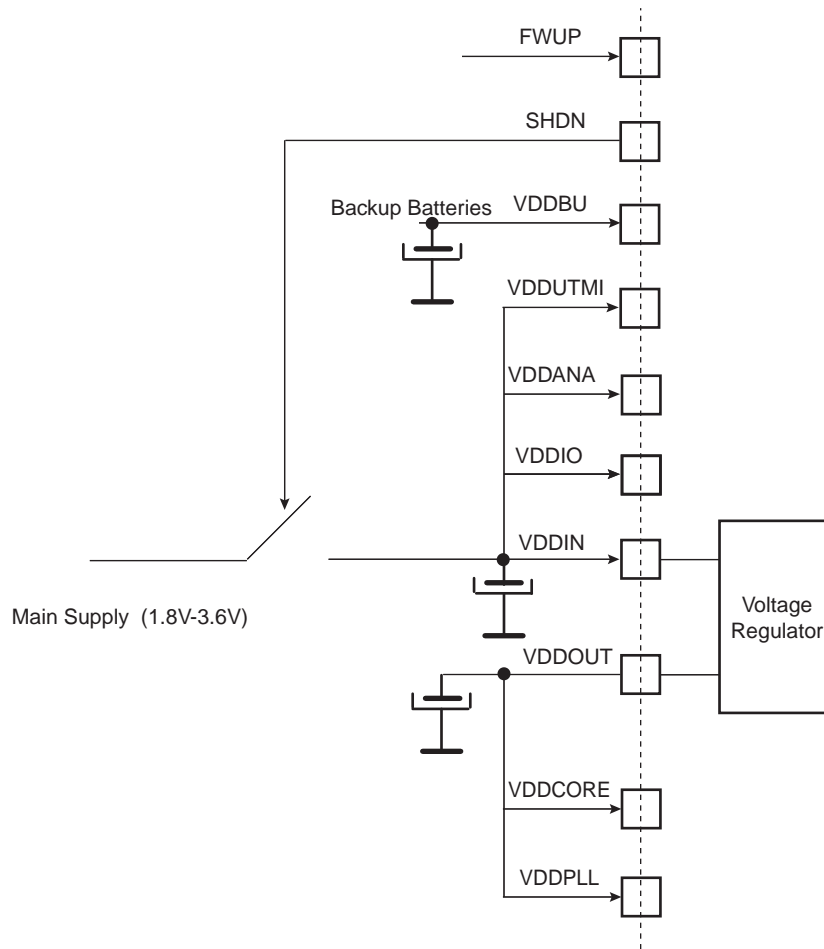 FWUP
SHDN
Backup Batteries VDDBU
VDDUTMI
VDDANA
VDDIO
VDDIN
Main Supply (1.8V-3.6V)
Voltage
Regulator
VDDOUT
VDDCORE
VDDPLL